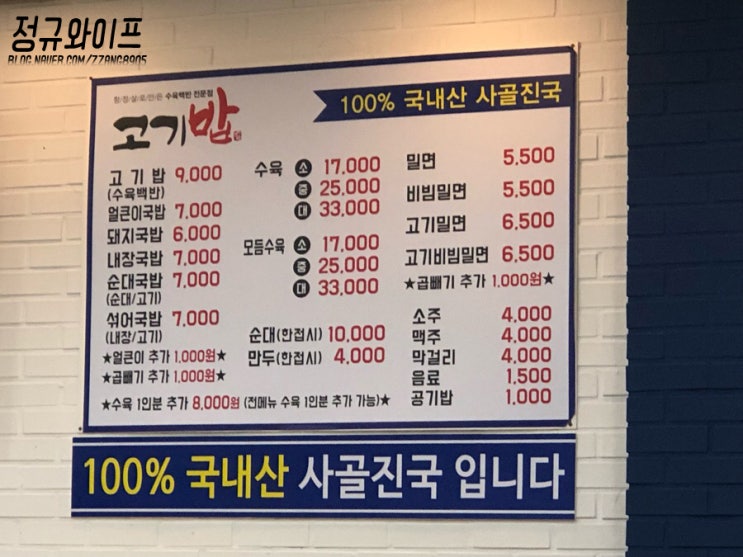 정규와이프
BLOG.NAVER.COM/77ANG8905
항/정/살/로/만/든 수육백반 전문점
고기밥
100% 국내산 사골진국
고기밥 9,000
(수육백반)
얼큰이국밥 7,000
돼지국밥 6,000
내장국밥 7,000
순대국밥 7,000
(순대/고기)
섞어국밥 7,000
(내장/고기)
★얼큰이 추가 1,000원★
★곱빼기 추가 1,000원★
★수육 1인분 추가 8,000원 (전메뉴 수육 1인분 추가 가능)★
수육 소 17,000
중 25,000
대 33,000
모듬수육 소 17,000
중 25,000
대 33,000
순대(한접시) 10,000
만두(한접시) 4,000
밀면 5,500
비빔밀면 5,500
고기밀면 6,500
고기비빔밀면 6,500
★곱빼기 추가 1,000원★
소주 4,000
맥주 4,000
막걸리 4,000
음료 1,500
공기밥 1,000
100% 국내산 사골진국 입니다